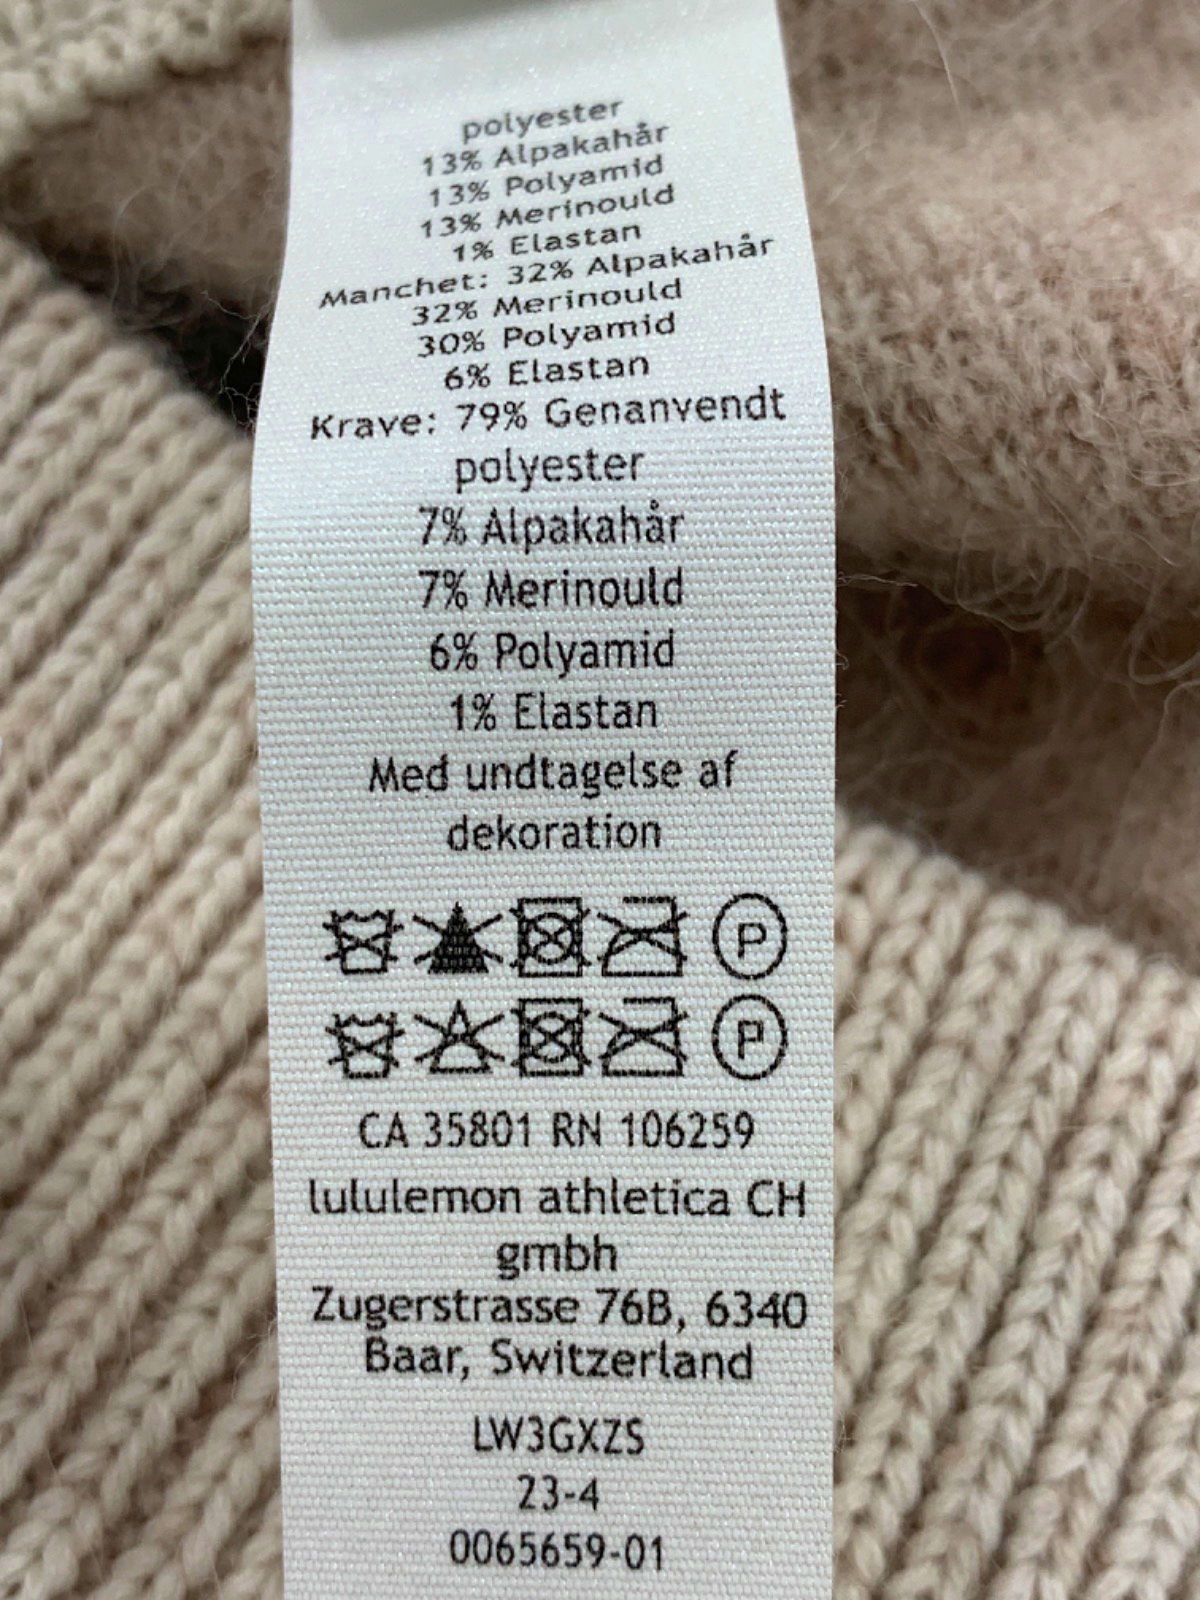 polyester
13% Alpakahår
13% Polyamid
13% Merinould
1% Elastan
Manchet: 32% Alpakahår
32% Merinould
30% Polyamid
6% Elastan
Krave: 79% Genanvendt
polyester
7% Alpakahår
7% Merinould
6% Polyamid
1% Elastan
Med undtagelse af
dekoration
P
P
CA 35801 RN 106259
lululemon athletica CH
gmbh
Zugerstrasse 76B, 6340
Baar, Switzerland
LW3GXZS
23-4
0065659-01